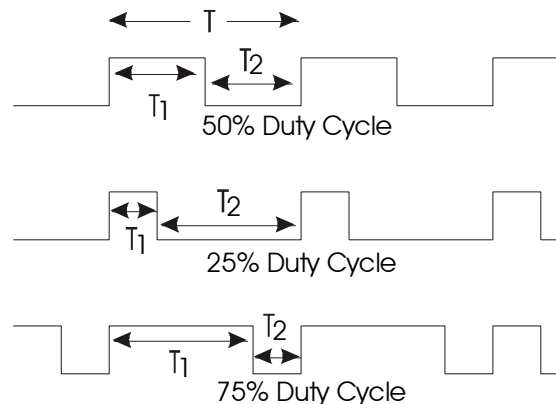 T
T1
T2
50% Duty Cycle
T1
T2
25% Duty Cycle
T1
T2
75% Duty Cycle